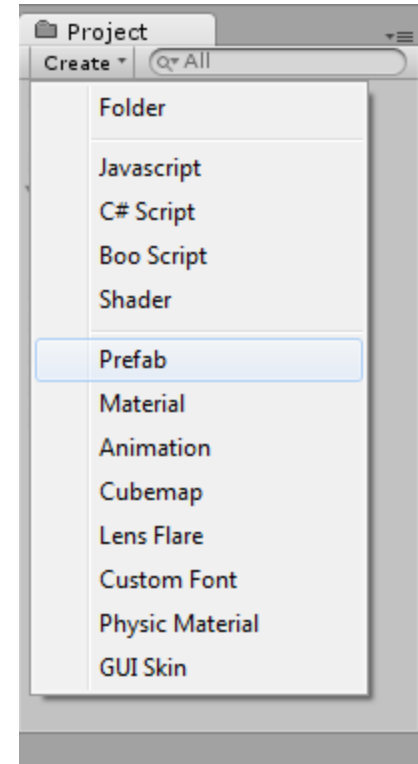 Project
Create
All
Folder
Javascript
C# Script
Boo Script
Shader
Prefab
Material
Animation
Cubemap
Lens Flare
Custom Font
Physic Material
GUI Skin